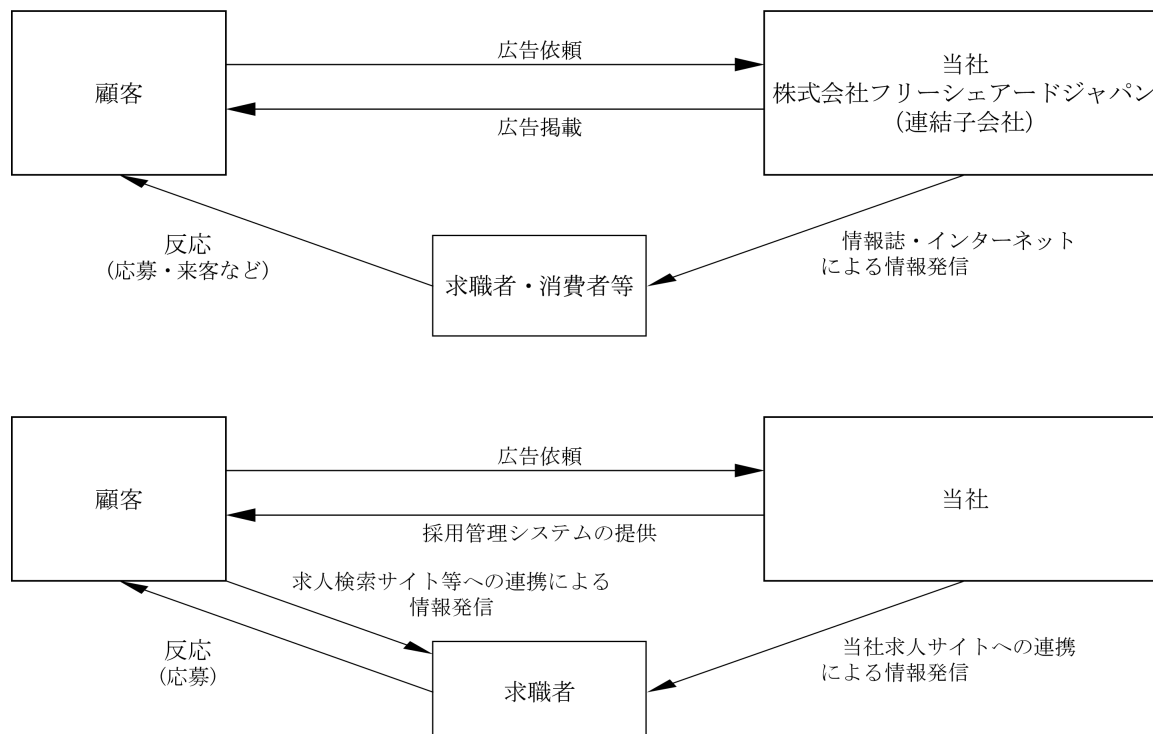 広告依頼
顧客
当社
株式会社フリーシェアードジャパン
(連結子会社)
広告掲載
反応
(応募・来客など)
情報誌・インターネット
による情報発信
求職者・消費者等
広告依頼
顧客
当社
採用管理システムの提供
求人検索サイト等への連携による
情報発信
反応
(応募)
当社求人サイトへの連携
による情報発信
求職者